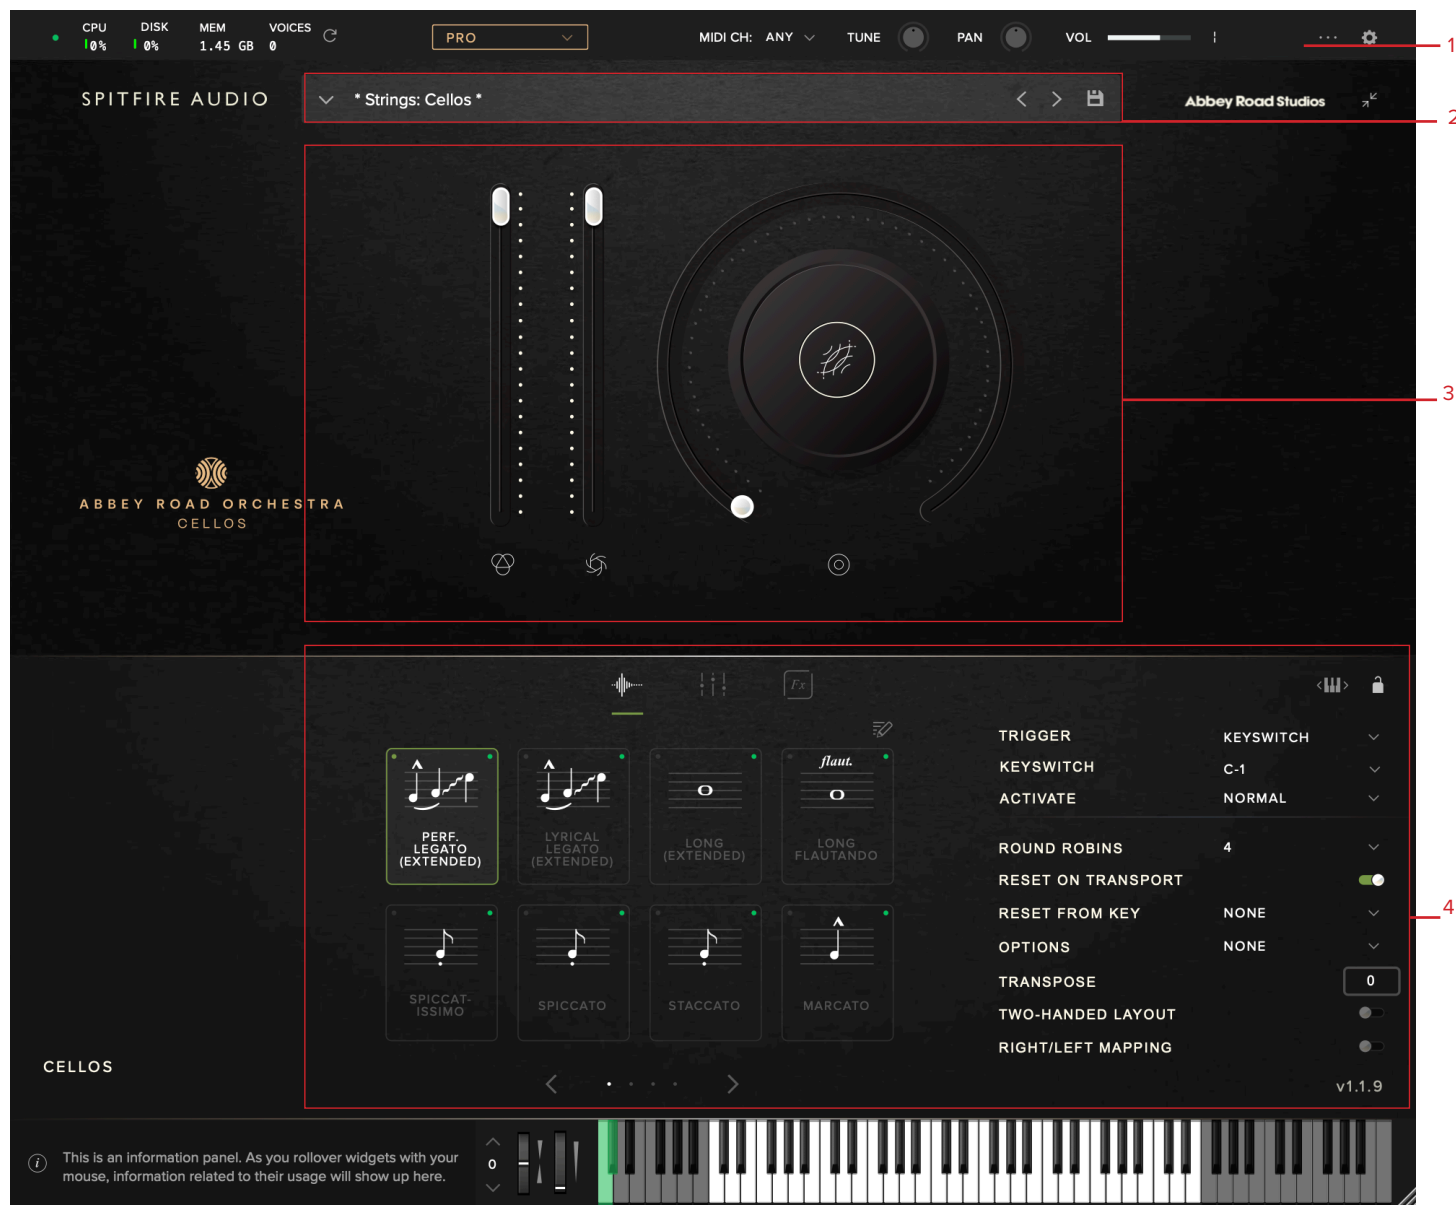 CPU DISK MEM VOICES
0% 0% 1.45 GB 0
PRO
MIDI CH: ANY TUNE PAN VOL
1
SPITFIRE AUDIO
* Strings: Cellos *
Abbey Road Studios
2
3
ABBEY ROAD ORCHESTRA
CELLOS
Fx
TRIGGER KEYSWITCH
KEYSWITCH C-1
ACTIVATE NORMAL
ROUND ROBINS 4
RESET ON TRANSPORT
RESET FROM KEY NONE
OPTIONS NONE
TRANSPOSE 0
TWO-HANDED LAYOUT
RIGHT/LEFT MAPPING
v1.1.9
4
PERF.
LEGATO
(EXTENDED)
LYRICAL
LEGATO
(EXTENDED)
LONG
(EXTENDED)
flaut.
LONG
FLAUTANDO
SPICCAT-
ISSIMO
SPICCATO
STACCATO
MARCATO
CELLOS
This is an information panel. As you rollover widgets with your
mouse, information related to their usage will show up here.
0